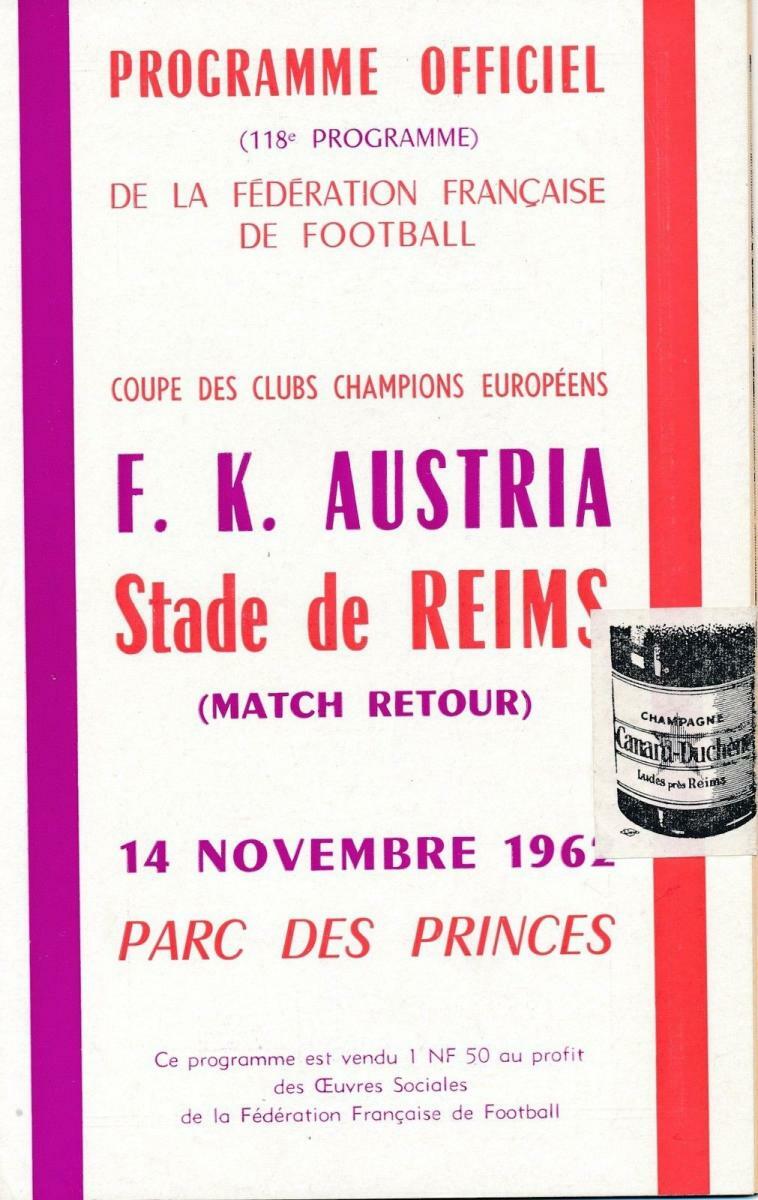 PROGRAMME OFFICIEL
(118e PROGRAMME)
DE LA FÉDÉRATION FRANÇAISE
DE FOOTBALL
COUPE DES CLUBS CHAMPIONS EUROPÉENS
F. K. AUSTRIA
Stade de REIMS
(MATCH RETOUR)
CHAMPAGNE
Canard-Duchêne
Ludes près Reims
14 NOVEMBRE 1962
PARC DES PRINCES
Ce programme est vendu 1 NF 50 au profit
des Œuvres Sociales
de la Fédération Française de Football